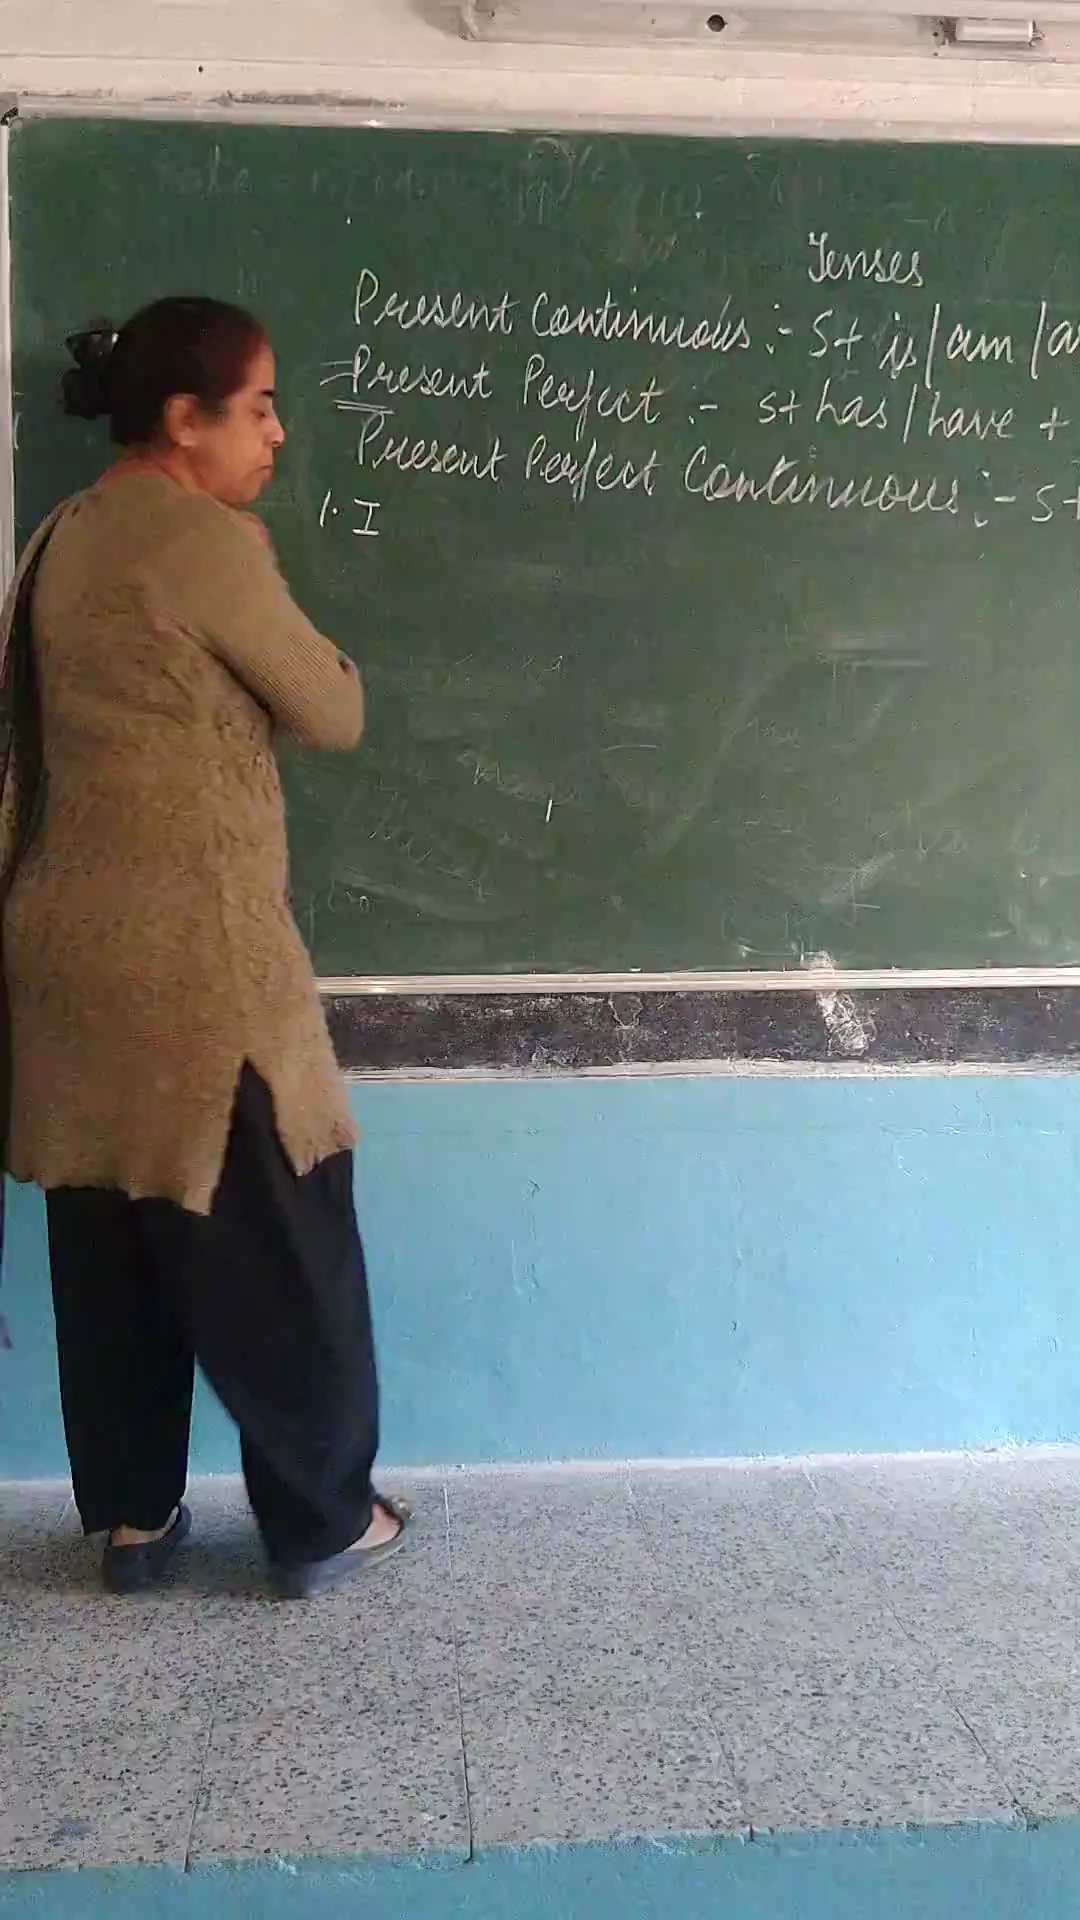 Tenses
Present Continuous :- S+ is/am/a
Present Perfect :- S+ has/have +
Present Perfect Continuous :- S+
1. I